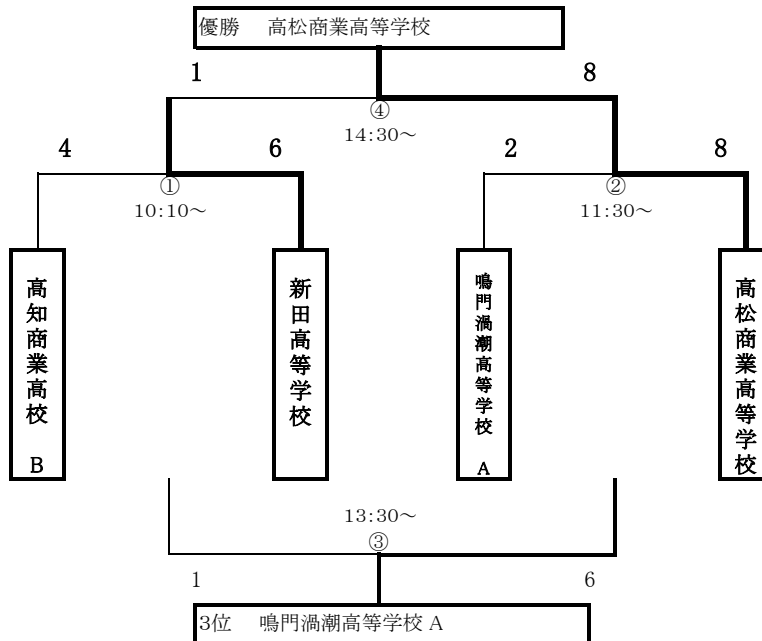 優勝 高松商業高等学校
1 8
④
14:30～
4 6 2 8
① ②
10:10～ 11:30～
高知商業高校 B
新田高等学校
鳴門渦潮高等学校 A
高松商業高等学校
13:30～
③
1 6
3位 鳴門渦潮高等学校 A